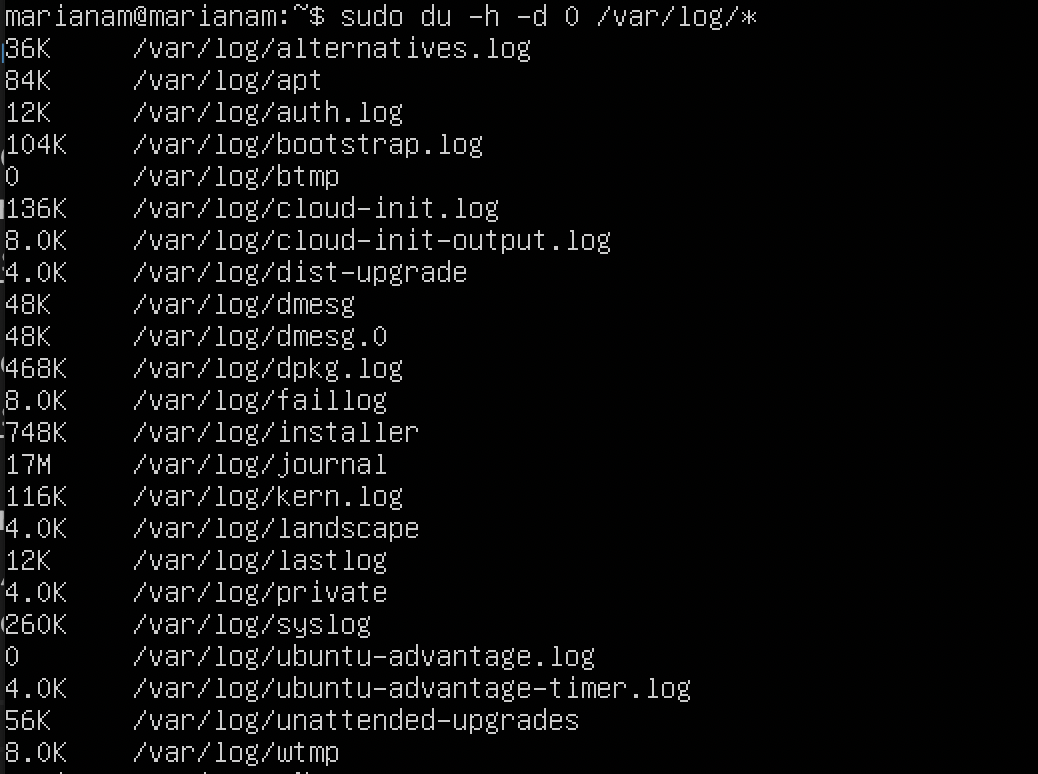 marianam@marianam:~$ sudo du -h -d 0 /var/log/*
36K /var/log/alternatives.log
84K /var/log/apt
12K /var/log/auth.log
104K /var/log/bootstrap.log
0 /var/log/btmp
136K /var/log/cloud-init.log
8.0K /var/log/cloud-init-output.log
4.0K /var/log/dist-upgrade
48K /var/log/dmesg
48K /var/log/dmesg.0
468K /var/log/dpkg.log
8.0K /var/log/faillog
748K /var/log/installer
17M /var/log/journal
116K /var/log/kern.log
4.0K /var/log/landscape
12K /var/log/lastlog
4.0K /var/log/private
260K /var/log/syslog
0 /var/log/ubuntu-advantage.log
4.0K /var/log/ubuntu-advantage-timer.log
56K /var/log/unattended-upgrades
8.0K /var/log/wtmp